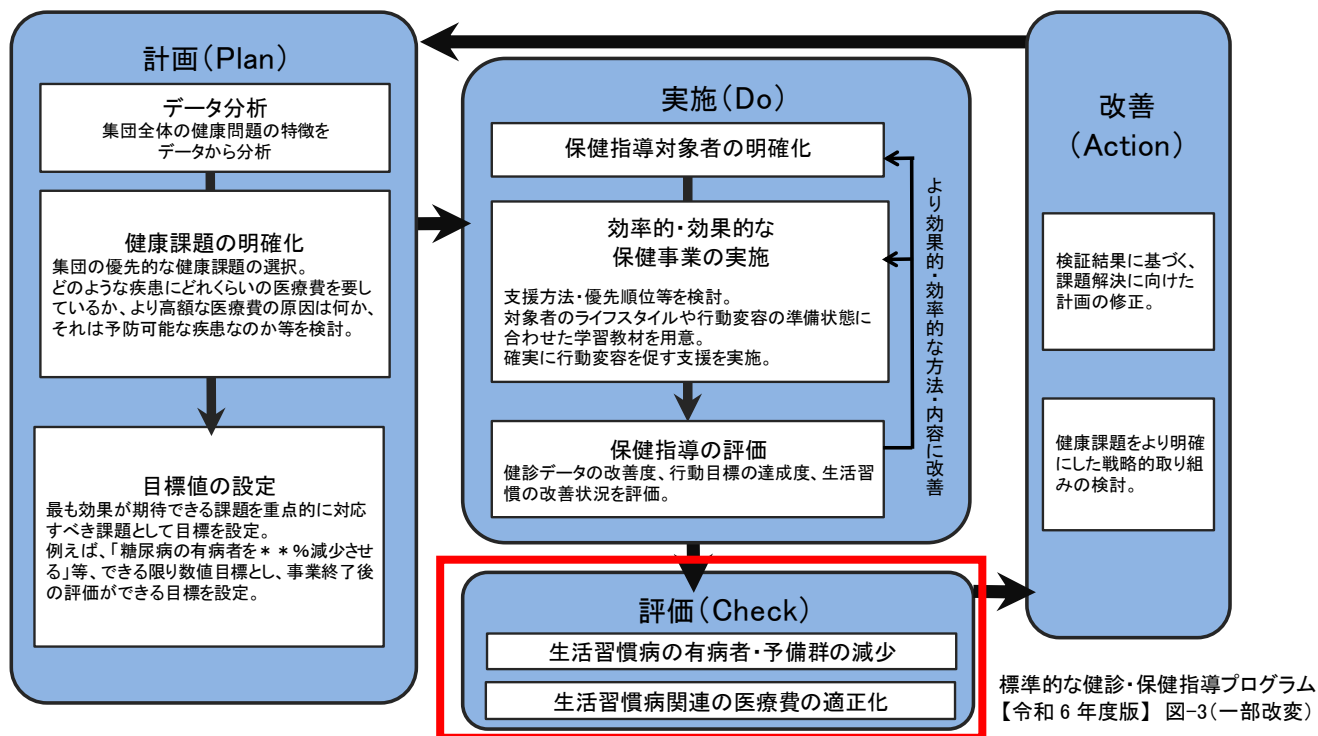 計画(Plan)
データ分析
集団全体の健康問題の特徴を
データから分析
健康課題の明確化
集団の優先的な健康課題の選択。
どのような疾患にどれくらいの医療費を要し
ているか、より高額な医療費の原因は何か、
それは予防可能な疾患なのか等を検討。
目標値の設定
最も効果が期待できる課題を重点的に対応
すべき課題として目標を設定。
例えば、「糖尿病の有病者を**%減少させ
る」等、できる限り数値目標とし、事業終了後
の評価ができる目標を設定。
実施(Do)
保健指導対象者の明確化
効率的・効果的な
保健事業の実施
支援方法・優先順位等を検討。
対象者のライフスタイルや行動変容の準備状態に
合わせた学習教材を用意。
確実に行動変容を促す支援を実施。
保健指導の評価
健診データの改善度、行動目標の達成度、生活習
慣の改善状況を評価。
より効果的・効率的な方法・内容に改善
評価(Check)
生活習慣病の有病者・予備群の減少
生活習慣病関連の医療費の適正化
改善
(Action)
検証結果に基づく、
課題解決に向けた
計画の修正。
健康課題をより明確
にした戦略的取り組
みの検討。
標準的な健診・保健指導プログラム
【令和6年度版】 図-3(一部改変)